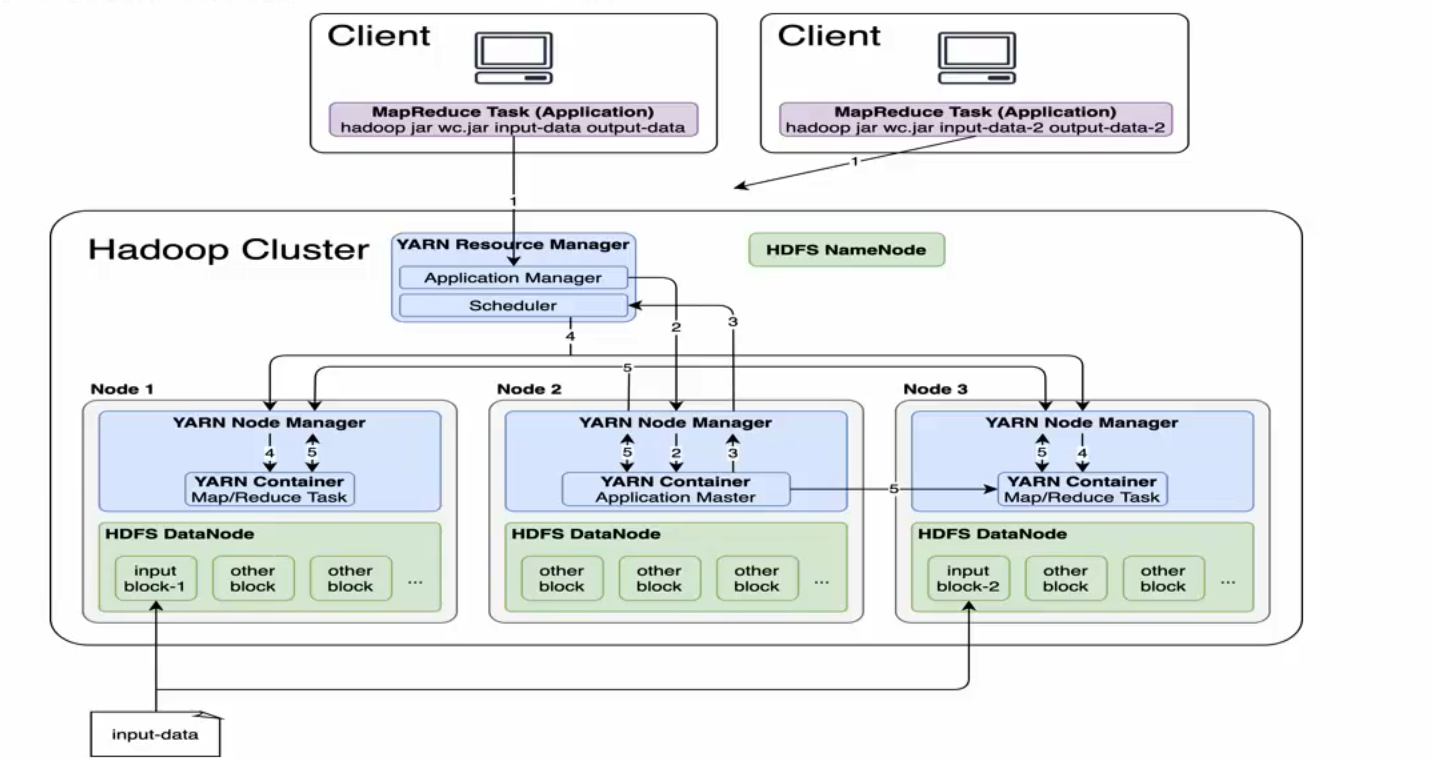 Client
MapReduce Task (Application)
hadoop jar wc.jar input-data output-data
Client
MapReduce Task (Application)
hadoop jar wc.jar input-data-2 output-data-2
1
1
Hadoop Cluster
YARN Resource Manager
Application Manager
Scheduler
HDFS NameNode
2
3
4
5
Node 1
YARN Node Manager
4
5
YARN Container
Map/Reduce Task
HDFS DataNode
input
block-1
other
block
other
block
...
Node 2
YARN Node Manager
5
2
3
YARN Container
Application Master
5
HDFS DataNode
other
block
other
block
other
block
...
Node 3
YARN Node Manager
5
4
YARN Container
Map/Reduce Task
HDFS DataNode
input
block-2
other
block
other
block
...
input-data